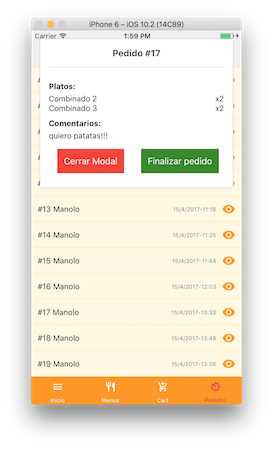 iPhone 6 – iOS 10.2 (14C89)
Carrier 1:59 PM
Pedido #17
Platos:
Combinado 2 x2
Combinado 3 x2
Comentarios:
quiero patatas!!!
Cerrar Modal Finalizar pedido
#13 Manolo 15/4/2017-11:18
#14 Manolo 15/4/2017-11:25
#15 Manolo 15/4/2017-11:44
#16 Manolo 15/4/2017-12:03
#17 Manolo 15/4/2017-13:33
#18 Manolo 15/4/2017-13:48
#19 Manolo 15/4/2017-13:56
Inicio Menus Cart Pedidos